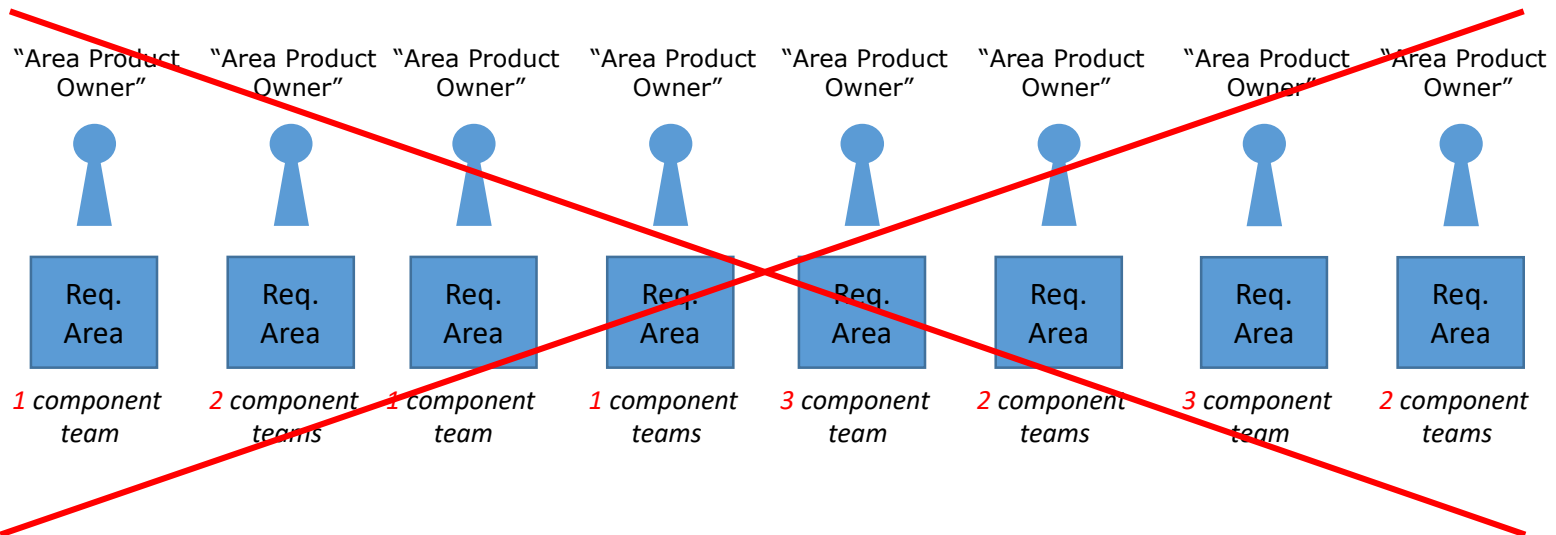 “Area Product
Owner”
“Area Product
Owner”
“Area Product
Owner”
“Area Product
Owner”
“Area Product
Owner”
“Area Product
Owner”
“Area Product
Owner”
“Area Product
Owner”
Req.
Area
Req.
Area
Req.
Area
Req.
Area
Req.
Area
Req.
Area
Req.
Area
Req.
Area
1 component
team
2 component
teams
1 component
team
1 component
teams
3 component
team
2 component
teams
3 component
team
2 component
teams